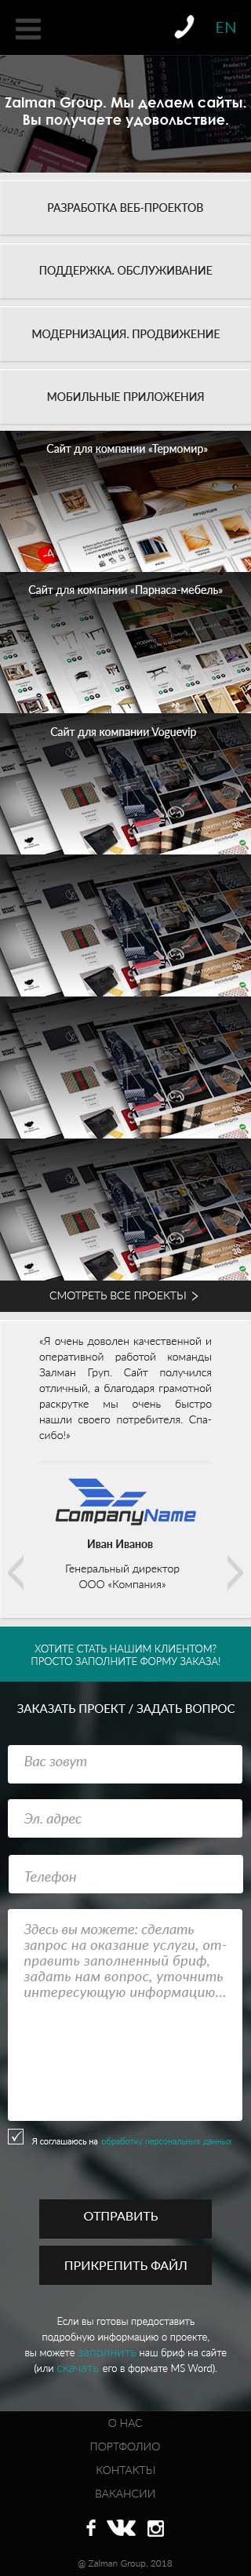 EN
Zalman Group. Мы делаем сайты.
Вы получаете удовольствие.
РАЗРАБОТКА ВЕБ-ПРОЕКТОВ
ПОДДЕРЖКА. ОБСЛУЖИВАНИЕ
МОДЕРНИЗАЦИЯ. ПРОДВИЖЕНИЕ
МОБИЛЬНЫЕ ПРИЛОЖЕНИЯ
Сайт для компании «Термомир»
Сайт для компании «Парнаса-мебель»
Сайт для компании Voguevip
СМОТРЕТЬ ВСЕ ПРОЕКТЫ >
«Я очень доволен качественной и
оперативной работой команды
Залман Груп. Сайт получился
отличный, а благодаря грамотной
раскрутке мы очень быстро
нашли своего потребителя. Спа-
сибо!»
CompanyName
Иван Иванов
Генеральный директор
ООО «Компания»
ХОТИТЕ СТАТЬ НАШИМ КЛИЕНТОМ?
ПРОСТО ЗАПОЛНИТЕ ФОРМУ ЗАКАЗА!
ЗАКАЗАТЬ ПРОЕКТ / ЗАДАТЬ ВОПРОС
Вас зовут
Эл. адрес
Телефон
Здесь вы можете: сделать
запрос на оказание услуги, от-
править заполненный бриф,
задать нам вопрос, уточнить
интересующую информацию...
Я соглашаюсь на обработку персональных данных
ОТПРАВИТЬ
ПРИКРЕПИТЬ ФАЙЛ
Если вы готовы предоставить
подробную информацию о проекте,
вы можете заполнить наш бриф на сайте
(или скачать его в формате MS Word).
О НАС
ПОРТФОЛИО
КОНТАКТЫ
ВАКАНСИИ
@ Zalman Group, 2018